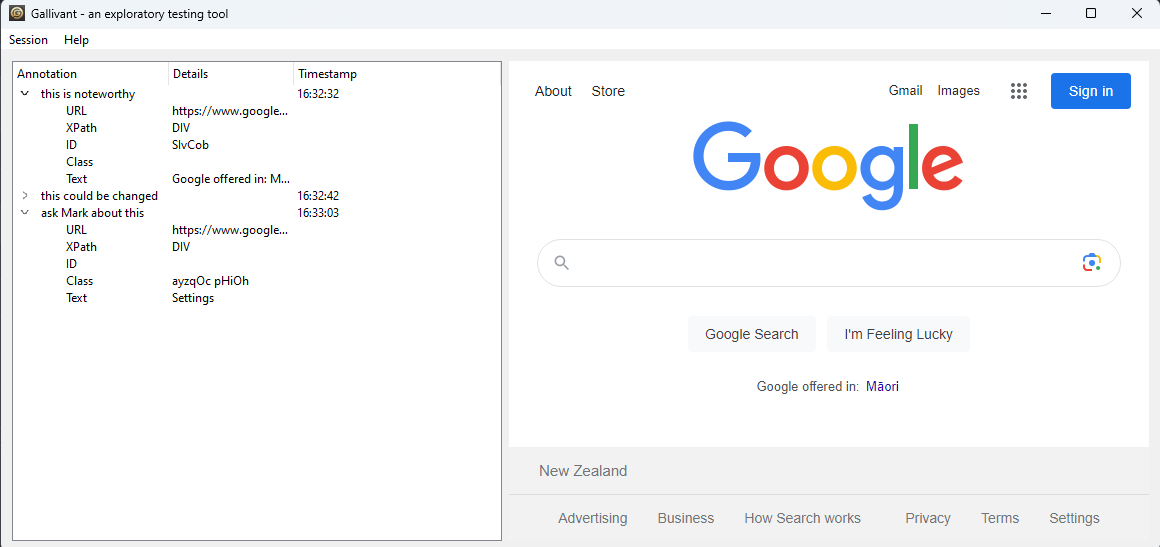 Gallivant - an exploratory testing tool
Session Help
Annotation Details Timestamp
this is noteworthy 16:32:32
URL https://www.google...
XPath DIV
ID SIvCob
Class
Text Google offered in: M...
this could be changed 16:32:42
ask Mark about this 16:33:03
URL https://www.google...
XPath DIV
ID
Class ayzqOc pHiOh
Text Settings
About Store Gmail Images Sign in
Google
Google Search I'm Feeling Lucky
Google offered in: Māori
New Zealand
Advertising Business How Search works Privacy Terms Settings